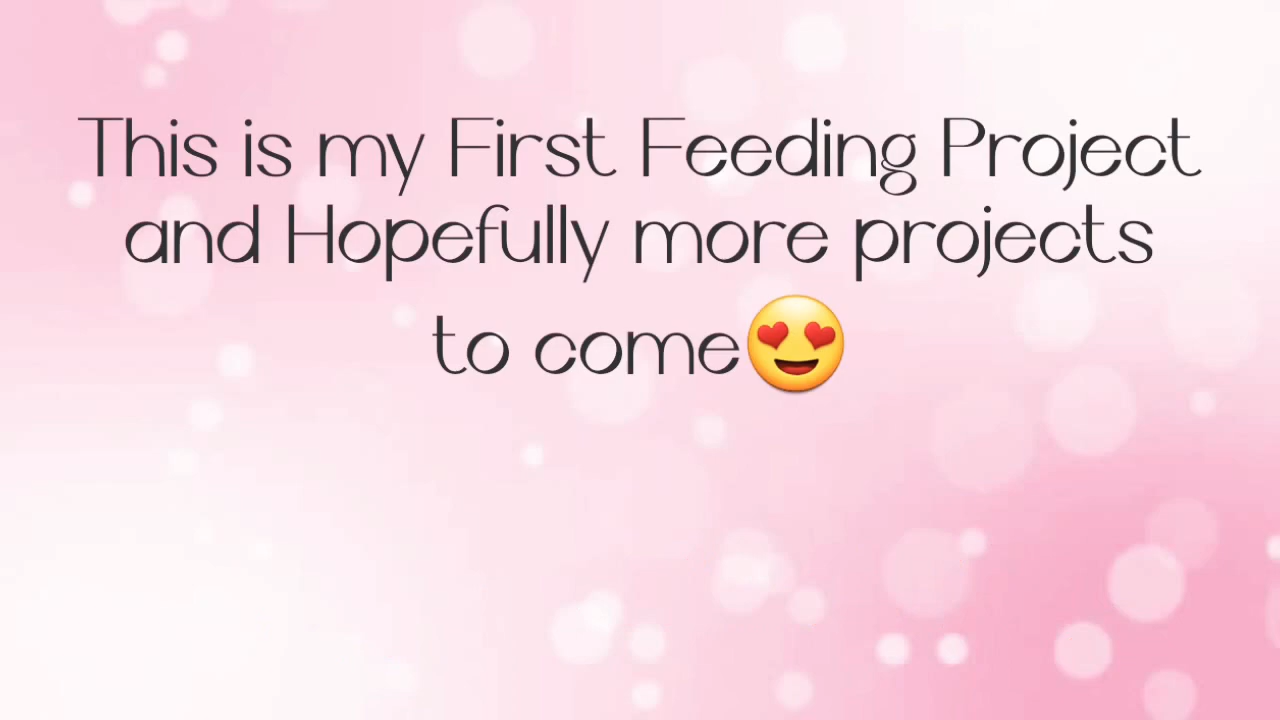 This is my First Feeding Project
and Hopefully more projects
to come😍